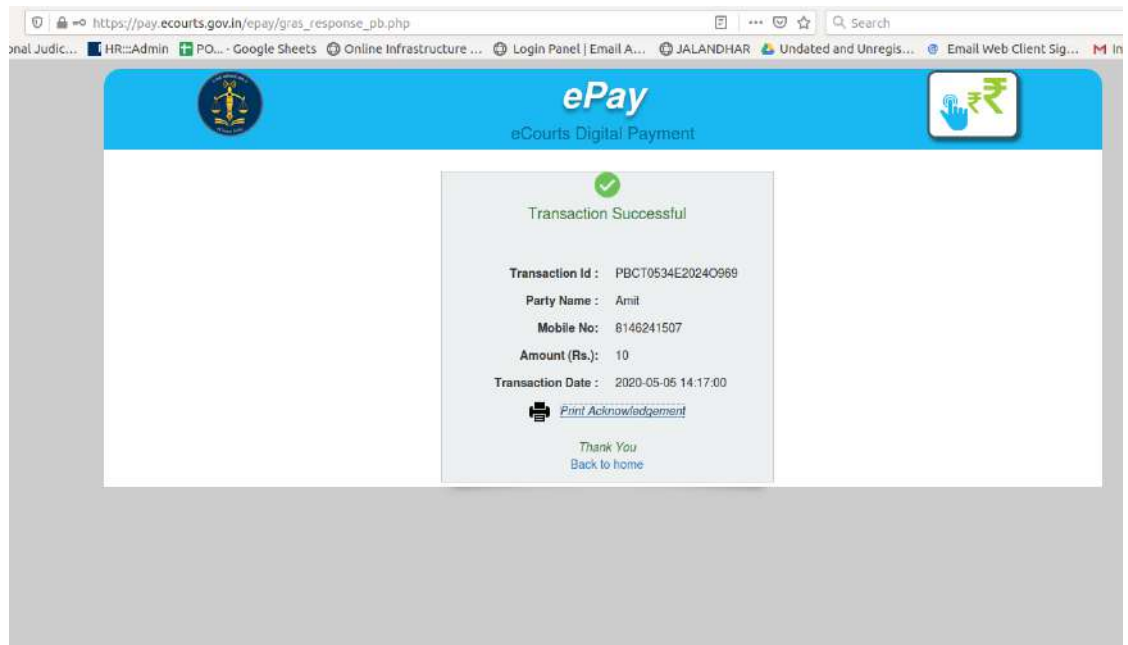 https://pay.ecourts.gov.in/epay/gras_response_pb.php
Search
onal Judic... HR:::Admin PO... - Google Sheets Online Infrastructure ... Login Panel | Email A... JALANDHAR Undated and Unregis... Email Web Client Sig... In
ePay
eCourts Digital Payment
Transaction Successful
Transaction Id : PBCT0534E2024O969
Party Name : Amit
Mobile No: 8146241507
Amount (Rs.): 10
Transaction Date : 2020-05-05 14:17:00
Print Acknowledgement
Thank You
Back to home